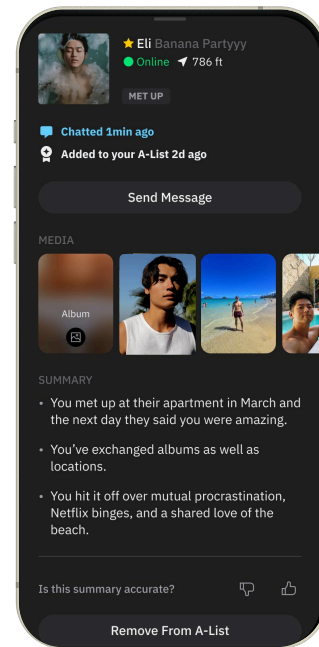 Eli Banana Partyyy
Online 786 ft
MET UP
Chatted 1min ago
Added to your A-List 2d ago
Send Message
MEDIA
Album
SUMMARY
• You met up at their apartment in March and
the next day they said you were amazing.
• You’ve exchanged albums as well as
locations.
• You hit it off over mutual procrastination,
Netflix binges, and a shared love of the
beach.
Is this summary accurate?
Remove From A-List